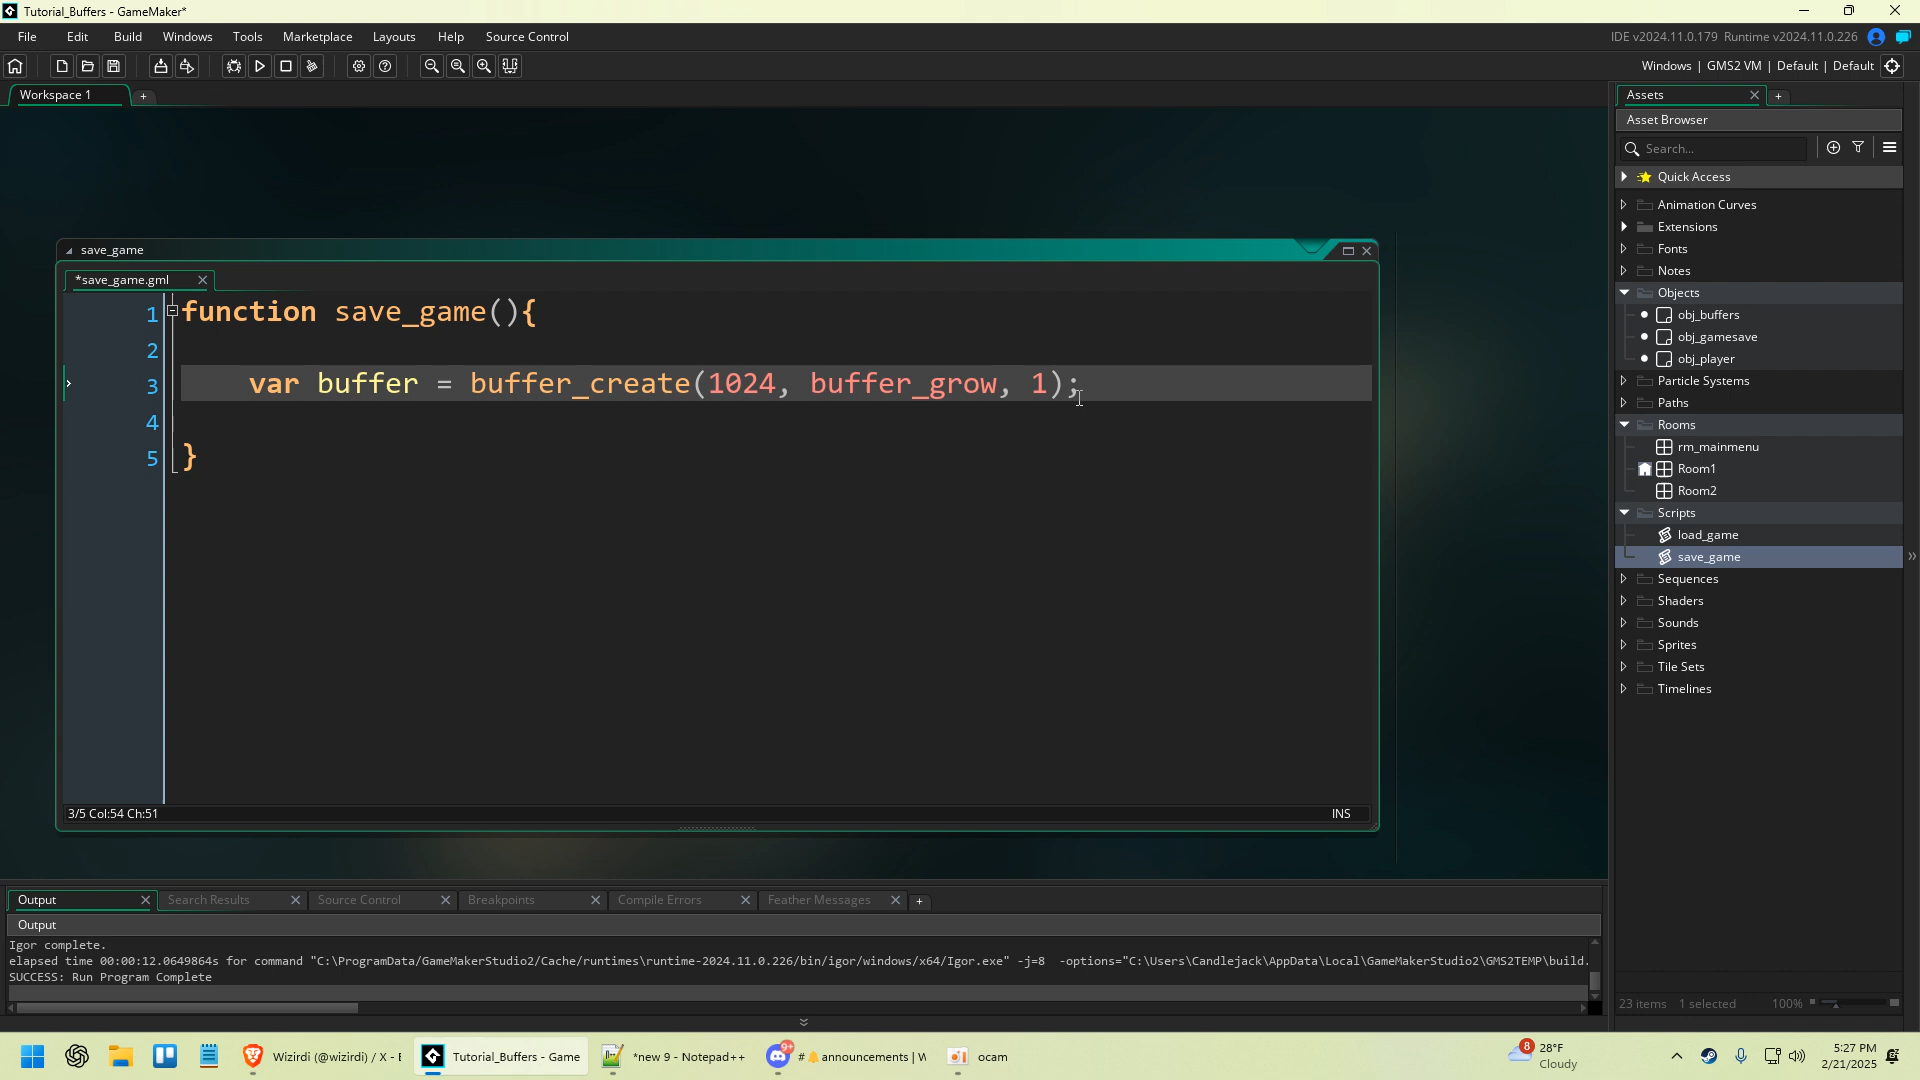 Tutorial_Buffers - GameMaker*
File Edit Build Windows Tools Marketplace Layouts Help Source Control
IDE v2024.11.0.179 Runtime v2024.11.0.226
Windows | GMS2 VM | Default | Default
Workspace 1 +
Assets
Asset Browser
Search...
Quick Access
Animation Curves
Extensions
Fonts
Notes
Objects
obj_buffers
obj_gamesave
obj_player
Particle Systems
Paths
Rooms
rm_mainmenu
Room1
Room2
Scripts
load_game
save_game
Sequences
Shaders
Sounds
Sprites
Tile Sets
Timelines
23 items 1 selected 100%
save_game
*save_game.gml
1 function save_game(){
2
3 var buffer = buffer_create(1024, buffer_grow, 1);
4
5 }
3/5 Col:54 Ch:51 INS
Output Search Results Source Control Breakpoints Compile Errors Feather Messages +
Output
Igor complete.
elapsed time 00:00:12.0649864s for command "C:\ProgramData/GameMakerStudio2/Cache/runtimes\runtime-2024.11.0.226/bin/igor/windows/x64/Igor.exe" -j=8 -options="C:\Users\Candlejack\AppData\Local\GameMakerStudio2\GMS2TEMP\build.
SUCCESS: Run Program Complete
Wizirdi (@wizirdi) / X - E
Tutorial_Buffers - Game
*new 9 - Notepad++
9+
# 🔔announcements | W
ocam
8
28°F
Cloudy
5:27 PM
2/21/2025